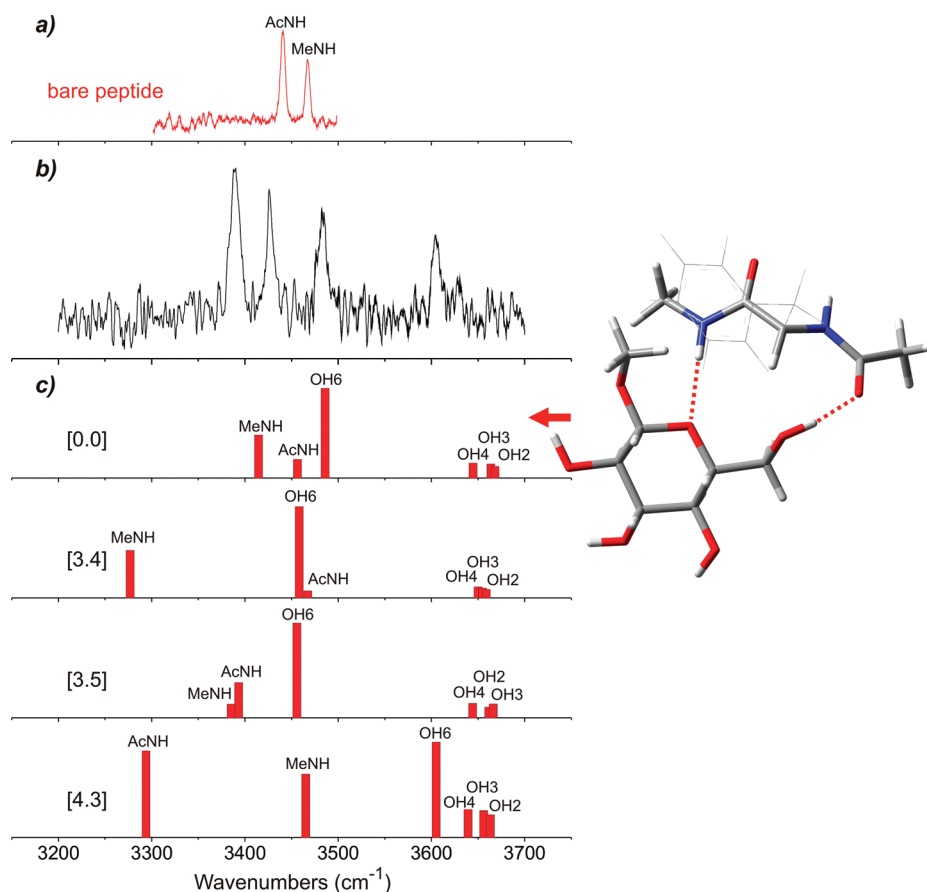 a)
AcNH
MeNH
bare peptide
b)
c)
OH6
MeNH
[0.0]
AcNH
OH3
OH4 OH2
OH6
MeNH
[3.4]
AcNH
OH3
OH4 OH2
OH6
[3.5]
AcNH
MeNH
OH2
OH4 OH3
OH6
AcNH
[4.3]
MeNH
OH3
OH4 OH2
3200 3300 3400 3500 3600 3700
Wavenumbers (cm-1)